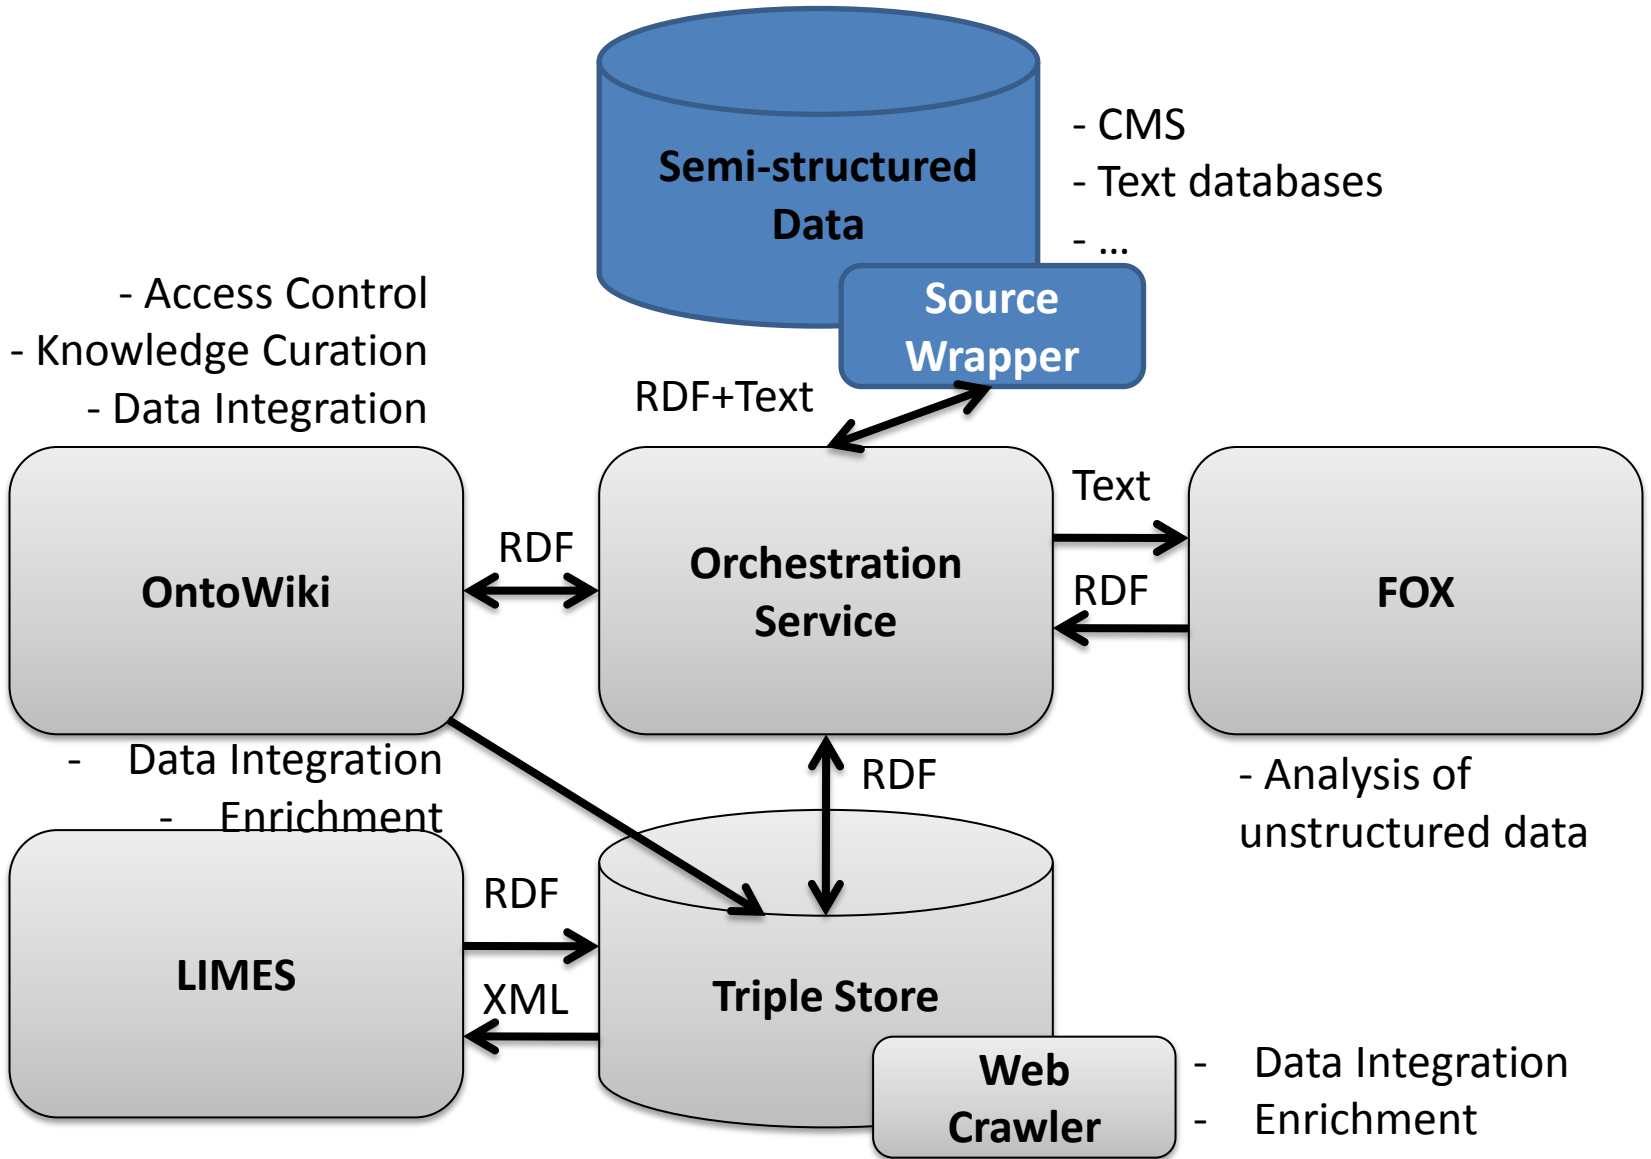 Semi-structured
Data
- CMS
- Text databases
- ...
Source
Wrapper
- Access Control
- Knowledge Curation
- Data Integration
RDF+Text
OntoWiki
RDF
Orchestration
Service
Text
RDF
FOX
- Data Integration
- Enrichment
RDF
- Analysis of
unstructured data
LIMES
RDF
XML
Triple Store
Web
Crawler
- Data Integration
- Enrichment